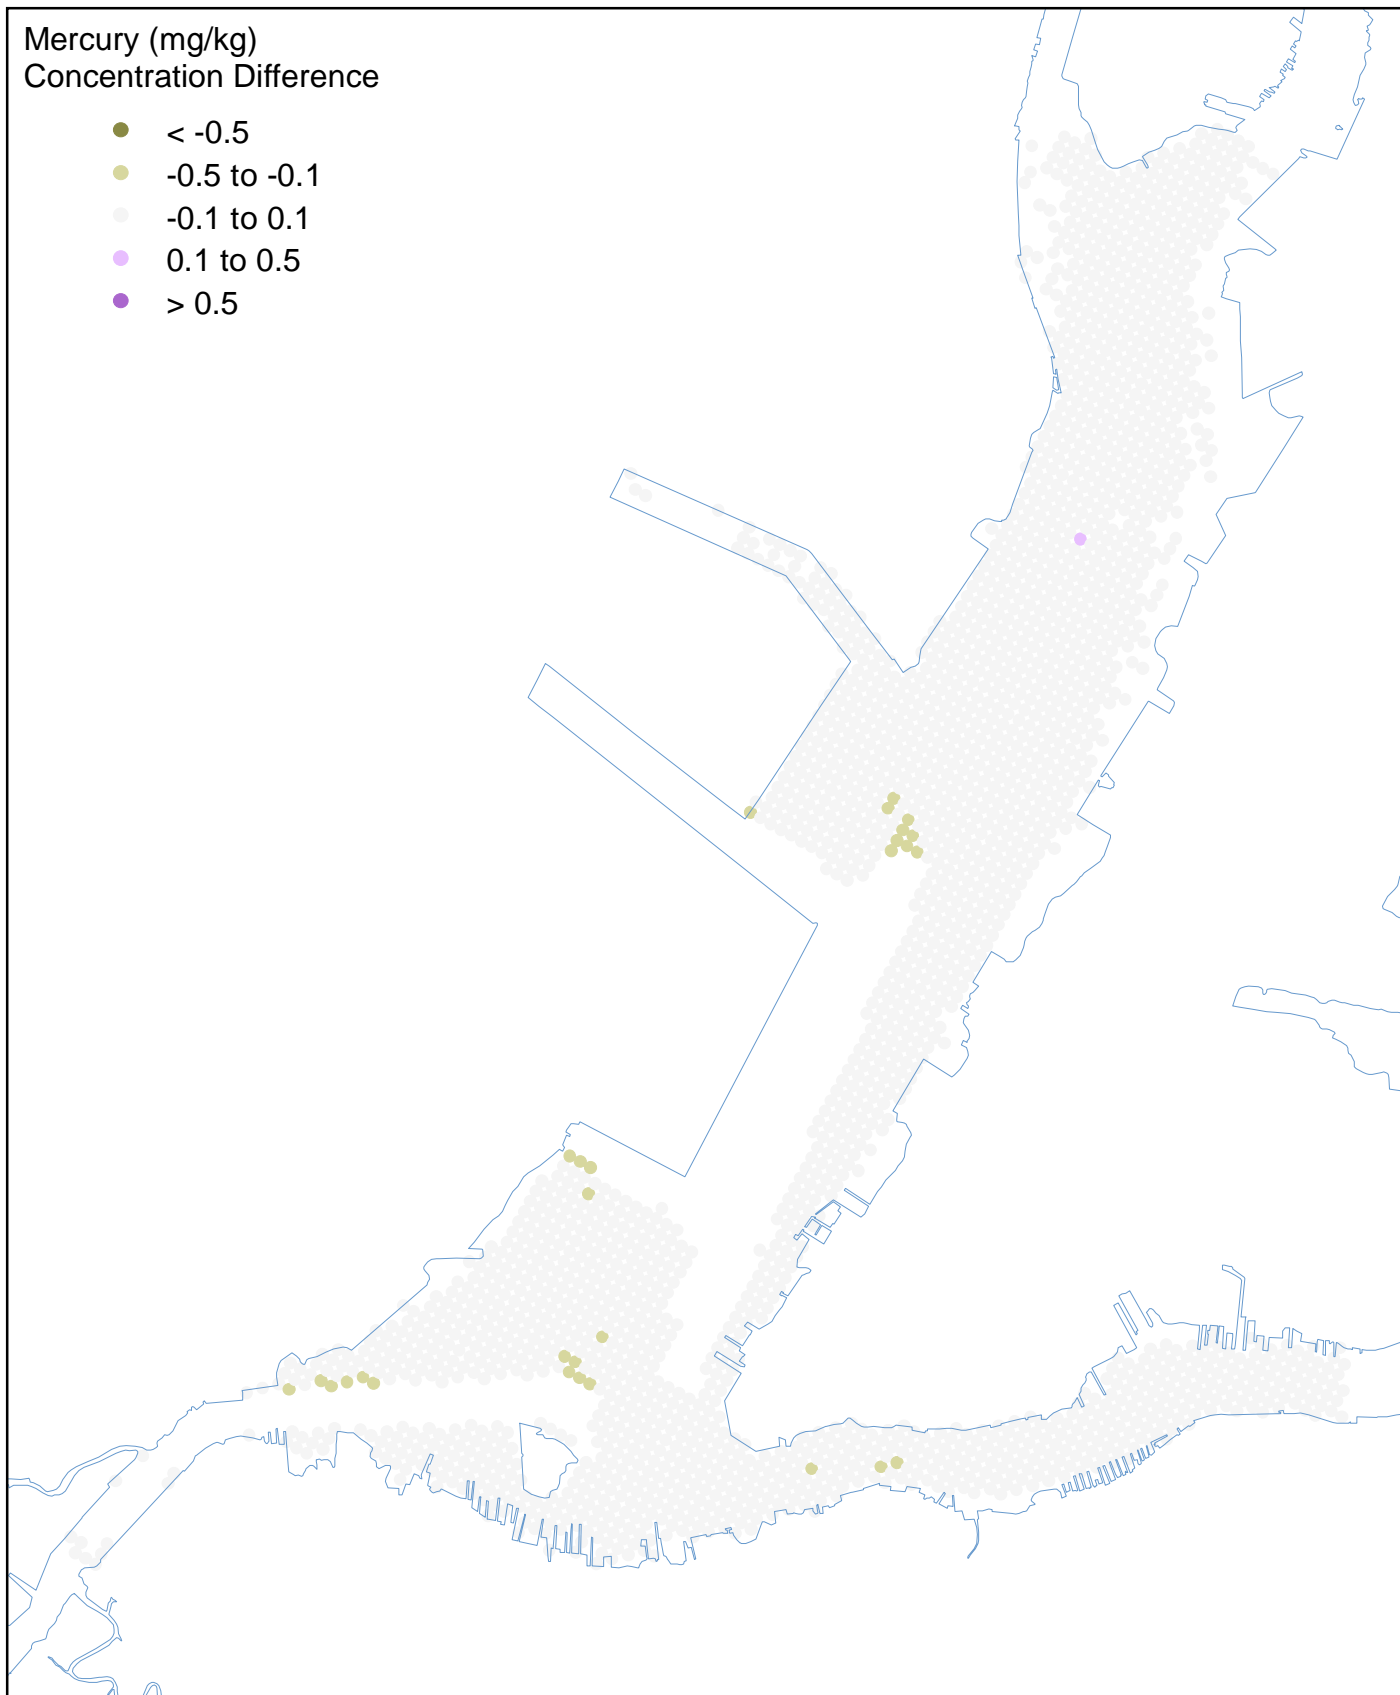 Mercury (mg/kg)
Concentration Difference
< -0.5
-0.5 to -0.1
-0.1 to 0.1
0.1 to 0.5
> 0.5